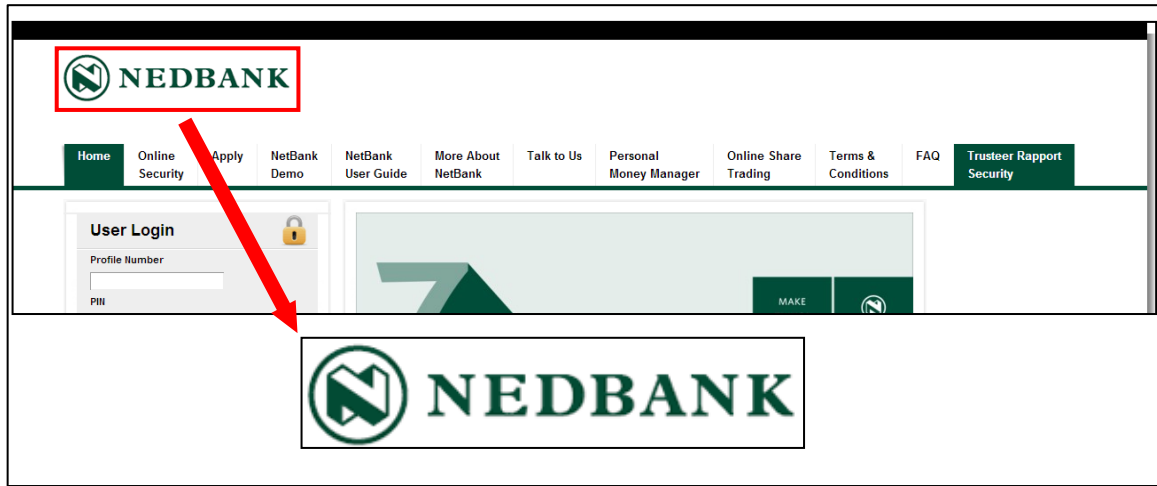 NEDBANK
Home Online Security Apply NetBank Demo NetBank User Guide More About NetBank Talk to Us Personal Money Manager Online Share Trading Terms & Conditions FAQ Trusteer Rapport Security
User Login
Profile Number
PIN
MAKE
NEDBANK